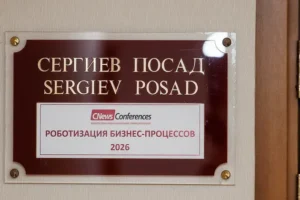 СЕРГИЕВ ПОСАД
SERGIEV POSAD
CNews Conferences
РОБОТИЗАЦИЯ БИЗНЕС-ПРОЦЕССОВ
2026